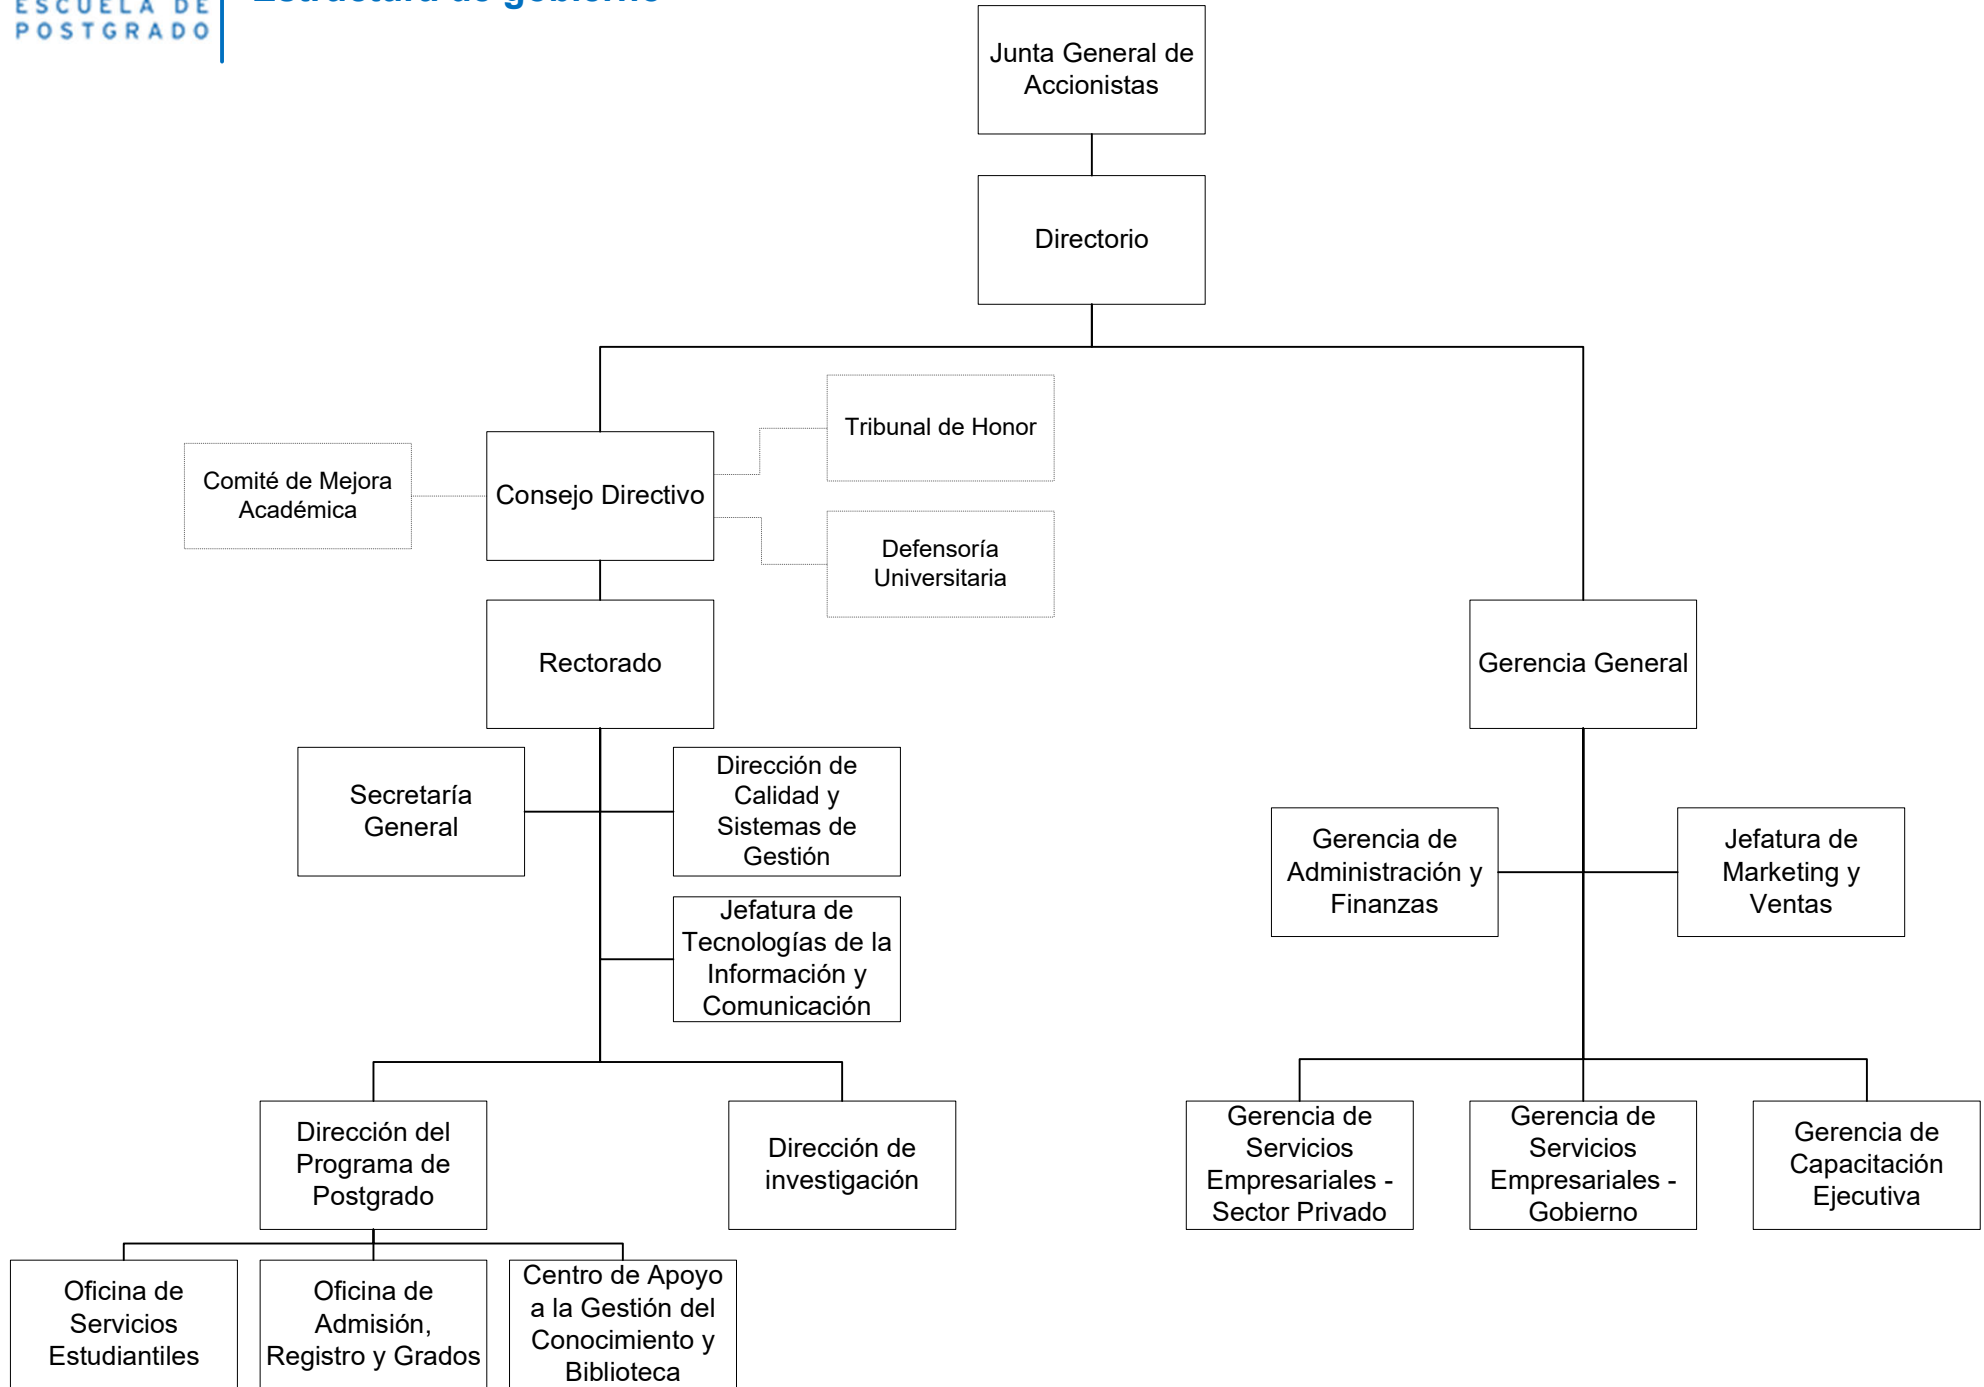 ESCUELA DE
POSTGRADO
Estructura de gobierno
Junta General de
Accionistas
Directorio
Tribunal de Honor
Comité de Mejora
Académica
Consejo Directivo
Defensoría
Universitaria
Rectorado
Gerencia General
Secretaría
General
Dirección de
Calidad y
Sistemas de
Gestión
Gerencia de
Administración y
Finanzas
Jefatura de
Marketing y
Ventas
Jefatura de
Tecnologías de la
Información y
Comunicación
Dirección del
Programa de
Postgrado
Dirección de
investigación
Gerencia de
Servicios
Empresariales -
Sector Privado
Gerencia de
Servicios
Empresariales -
Gobierno
Gerencia de
Capacitación
Ejecutiva
Oficina de
Servicios
Estudiantiles
Oficina de
Admisión,
Registro y Grados
Centro de Apoyo
a la Gestión del
Conocimiento y
Biblioteca